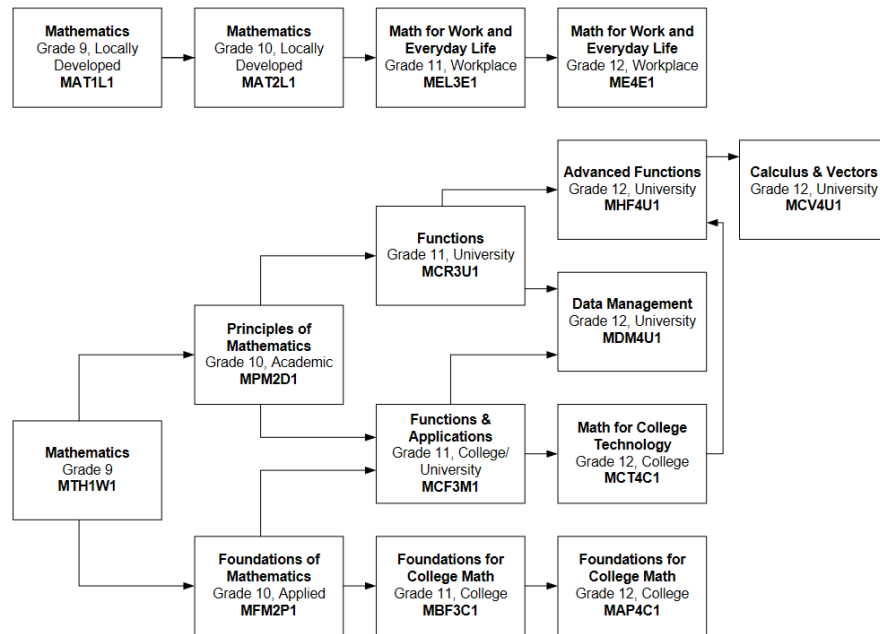 Mathematics
Grade 9, Locally
Developed
MAT1L1
Mathematics
Grade 10, Locally
Developed
MAT2L1
Math for Work and
Everyday Life
Grade 11, Workplace
MEL3E1
Math for Work and
Everyday Life
Grade 12, Workplace
ME4E1
Advanced Functions
Grade 12, University
MHF4U1
Calculus & Vectors
Grade 12, University
MCV4U1
Functions
Grade 11, University
MCR3U1
Data Management
Grade 12, University
MDM4U1
Principles of
Mathematics
Grade 10, Academic
MPM2D1
Mathematics
Grade 9
MTH1W1
Functions &
Applications
Grade 11, College/
University
MCF3M1
Math for College
Technology
Grade 12, College
MCT4C1
Foundations of
Mathematics
Grade 10, Applied
MFM2P1
Foundations for
College Math
Grade 11, College
MBF3C1
Foundations for
College Math
Grade 12, College
MAP4C1